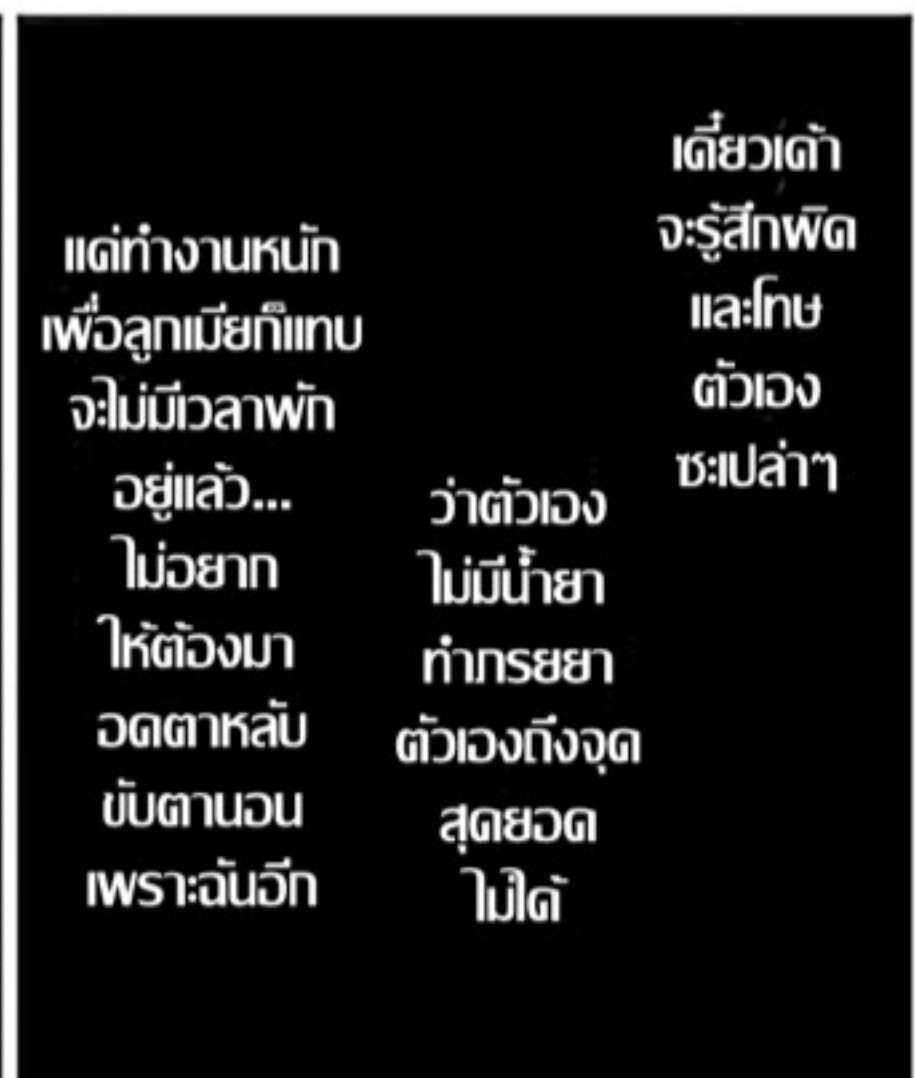 เดี๋ยวเค้า
จะรู้สึกผิด
และโทษ
ตัวเอง
ซะเปล่าๆ
ว่าตัวเอง
ไม่มีน้ำยา
ทำภรยยา
ตัวเองถึงจุด
สุดยอด
ไม่ได้
แค่ทำงานหนัก
เพื่อลูกเมียก็แทบ
จะไม่มีเวลาพัก
อยู่แล้ว...
ไม่อยาก
ให้ต้องมา
อดตาหลับ
ขับตานอน
เพราะฉันอีก